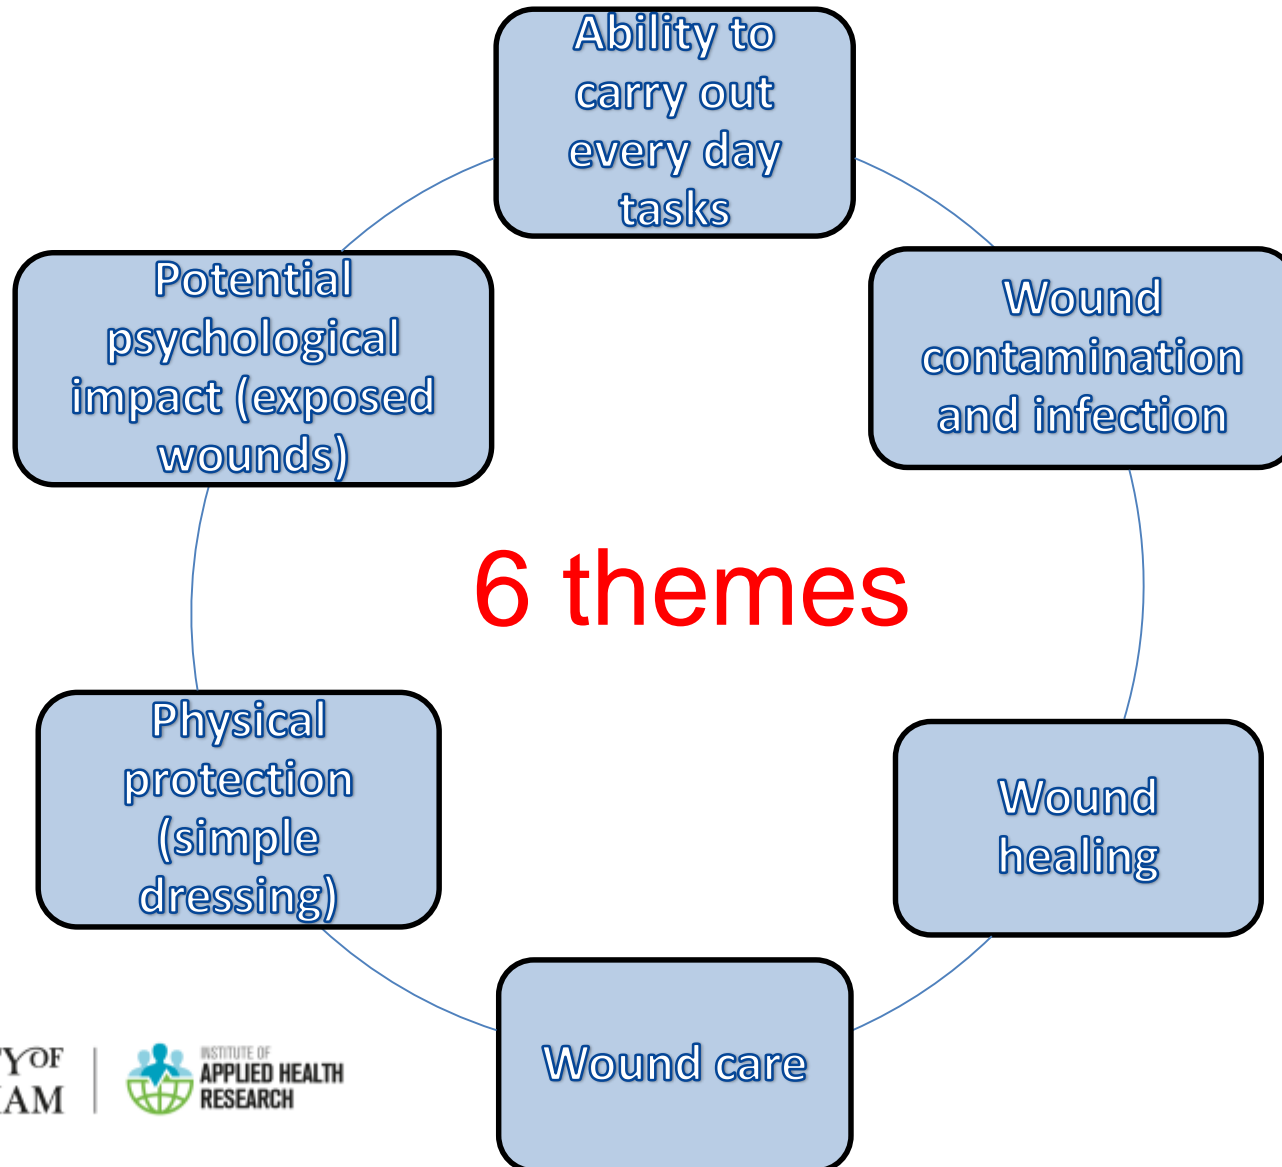 Ability to
carry out
every day
tasks
Potential
psychological
impact (exposed
wounds)
Wound
contamination
and infection
6 themes
Physical
protection
(simple
dressing)
Wound
healing
Wound care
INSTITUTE OF
APPLIED HEALTH
RESEARCH